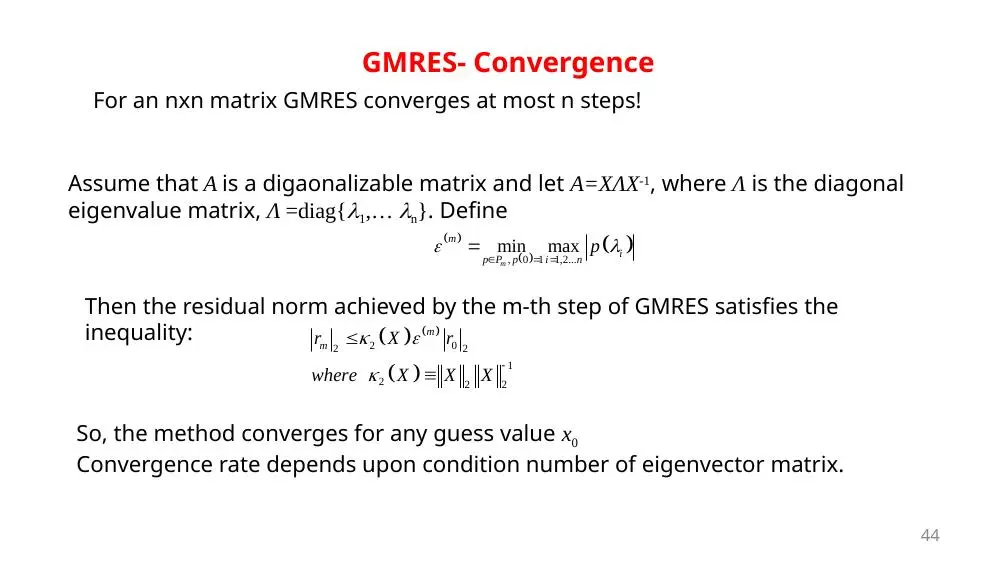 GMRES- Convergence
For an nxn matrix GMRES converges at most n steps!
Assume that A is a digaonalizable matrix and let A=XΛX-1, where Λ is the diagonal
eigenvalue matrix, Λ =diag{λ1,… λn}. Define
ε(m) = min max |p(λi)|
p∈Pm, p(0)=1 i=1,2...n
Then the residual norm achieved by the m-th step of GMRES satisfies the
inequality:
|rm|2 ≤κ2(X)ε(m)|r0|2
where κ2(X)≡‖X‖2‖X‖2-1
So, the method converges for any guess value x0
Convergence rate depends upon condition number of eigenvector matrix.
44